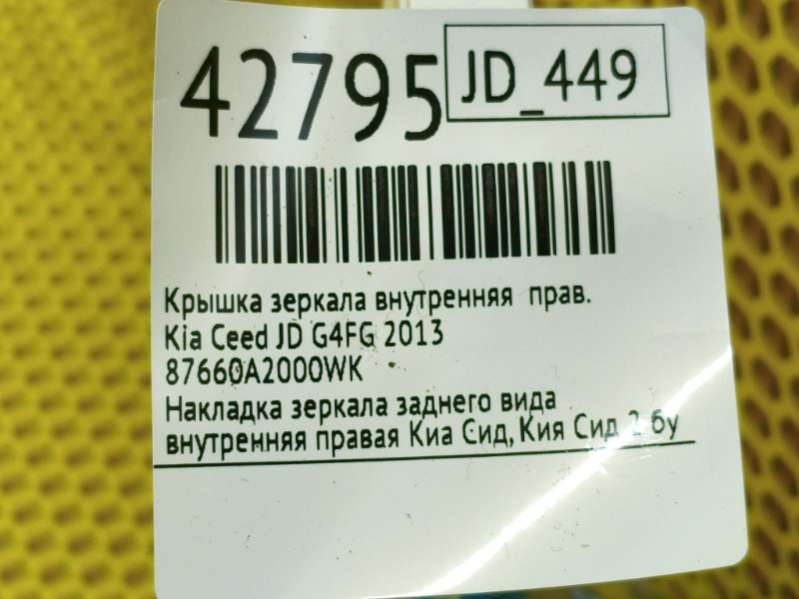 42795
JD_449
Крышка зеркала внутренняя прав.
Kia Ceed JD G4FG 2013
87660A2000WK
Накладка зеркала заднего вида
внутренняя правая Киа Сид, Кия Сид 2 бу